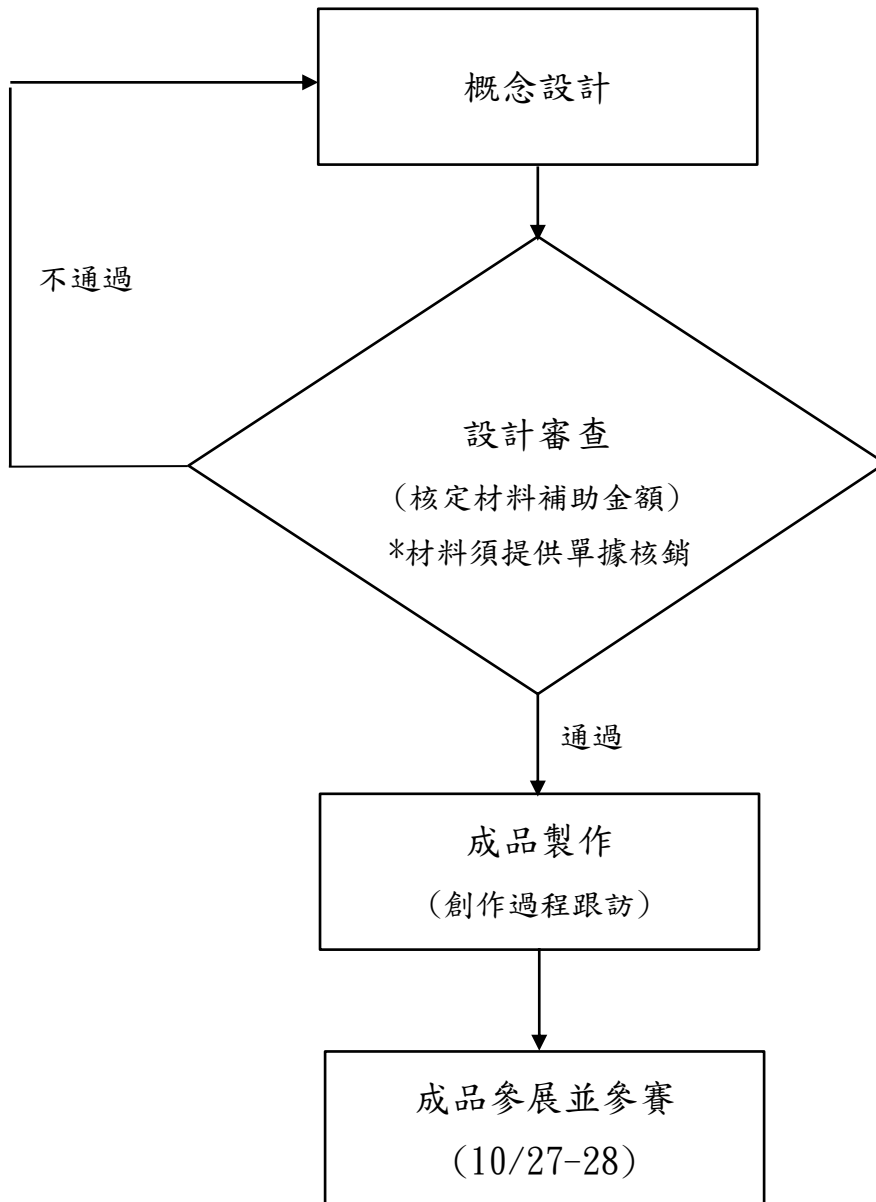 概念設計
不通過
設計審查
(核定材料補助金額)
*材料須提供單據核銷
通過
成品製作
(創作過程跟訪)
成品參展並參賽
(10/27-28)